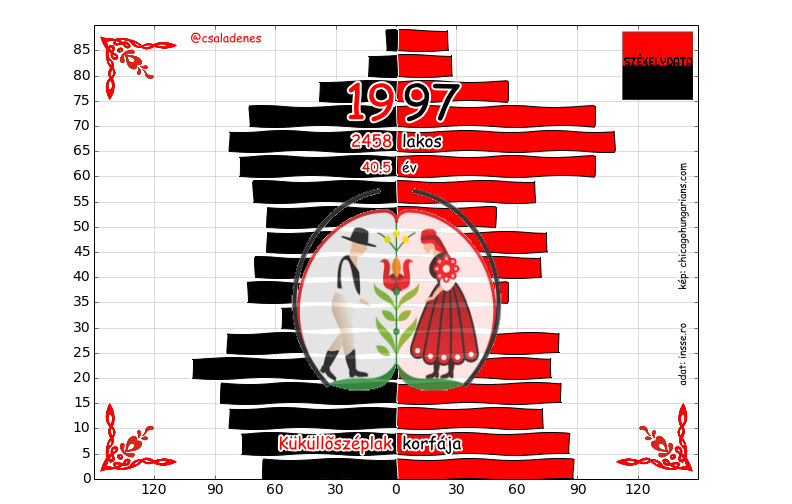 @csaladenes
SZÉKELYDATA
1997
2458 lakos
40.5 év
kép: chicagohungarians.com
adat: insse.ro
Küküllőszéplak korfája
85
80
75
70
65
60
55
50
45
40
35
30
25
20
15
10
5
0
120 90 60 30 0 30 60 90 120